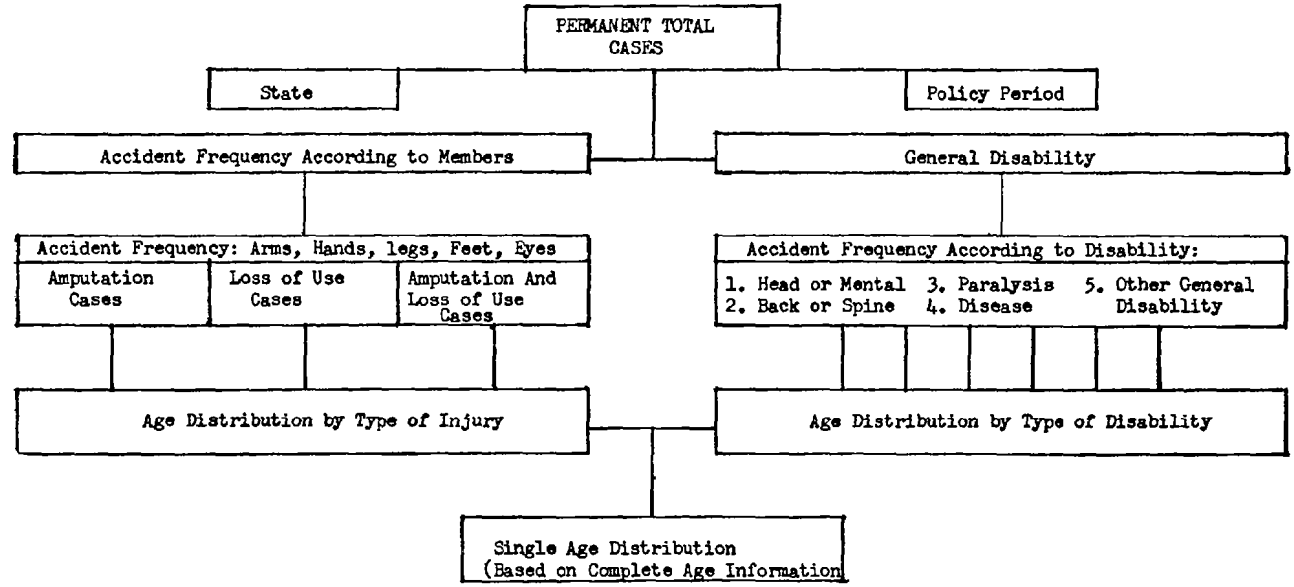 PERMANENT TOTAL
CASES
State
Policy Period
Accident Frequency According to Members
General Disability
Accident Frequency: Arms, Hands, legs, Feet, Eyes
Amputation
Cases
Loss of Use
Cases
Amputation And
Loss of Use
Cases
Accident Frequency According to Disability:
1. Head or Mental 3. Paralysis 5. Other General
2. Back or Spine 4. Disease Disability
Age Distribution by Type of Injury
Age Distribution by Type of Disability
Single Age Distribution
(Based on Complete Age Information